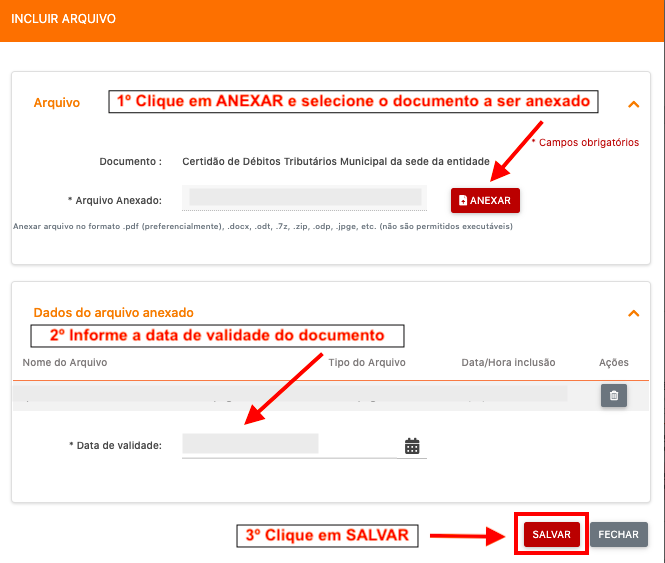 INCLUIR ARQUIVO
Arquivo
1º Clique em ANEXAR e selecione o documento a ser anexado
* Campos obrigatórios
Documento : Certidão de Débitos Tributários Municipal da sede da entidade
* Arquivo Anexado: ANEXAR
Anexar arquivo no formato .pdf (preferencialmente), .docx, .odt, .7z, .zip, .odp, .jpge, etc. (não são permitidos executáveis)
Dados do arquivo anexado
2º Informe a data de validade do documento
Nome do Arquivo Tipo do Arquivo Data/Hora inclusão Ações
* Data de validade:
3º Clique em SALVAR SALVAR FECHAR